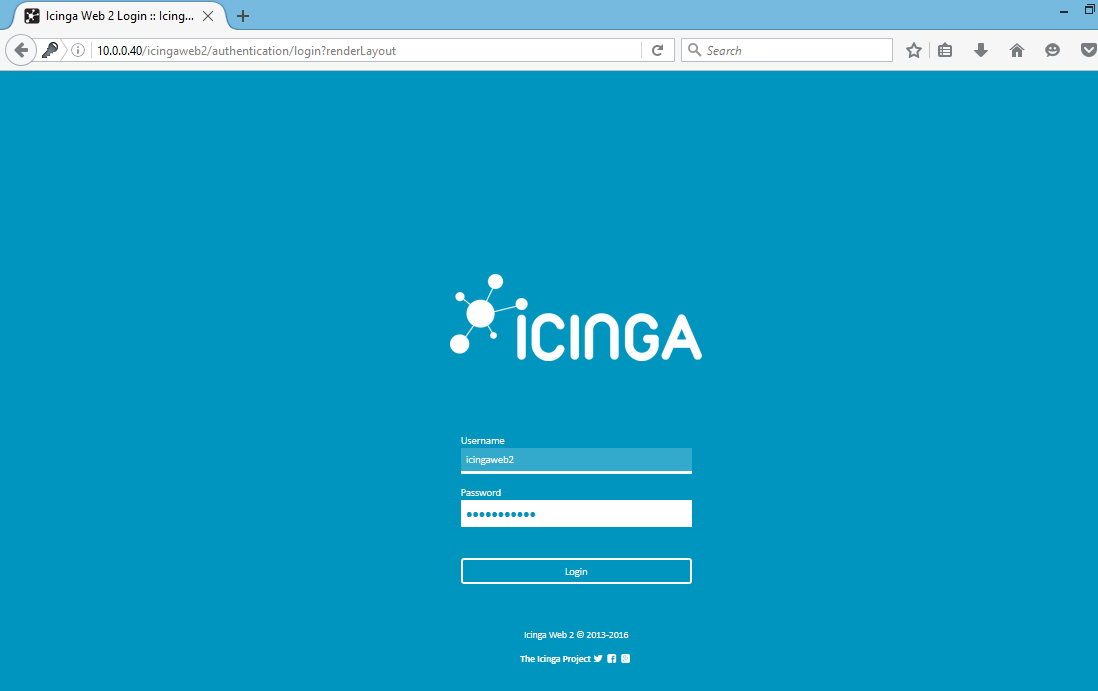 Icinga Web 2 Login :: Icing...
10.0.0.40/icingaweb2/authentication/login?renderLayout
Search
ICINGA
Username
icingaweb2
Password
●●●●●●●●●●●
Login
Icinga Web 2 © 2013-2016
The Icinga Project